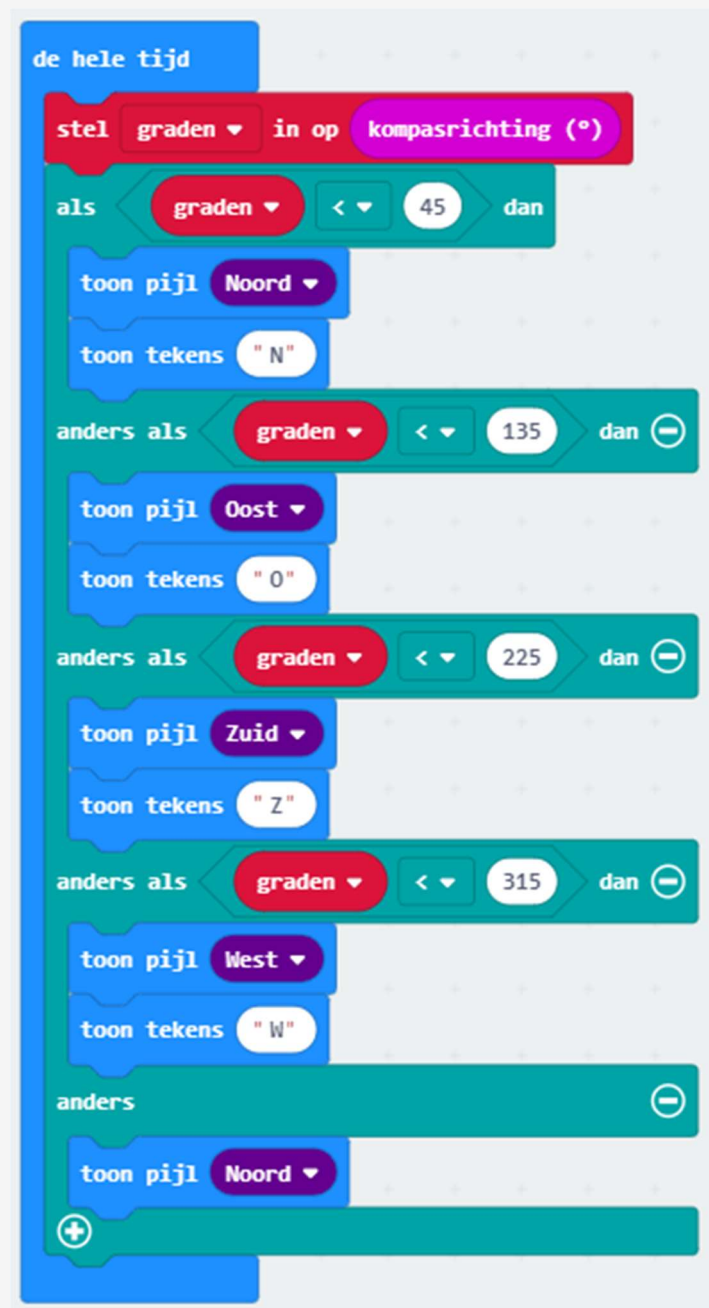 de hele tijd
stel graden in op kompasrichting (°)
als graden < 45 dan
toon pijl Noord
toon tekens "N"
anders als graden < 135 dan
toon pijl Oost
toon tekens "O"
anders als graden < 225 dan
toon pijl Zuid
toon tekens "Z"
anders als graden < 315 dan
toon pijl West
toon tekens "W"
anders
toon pijl Noord